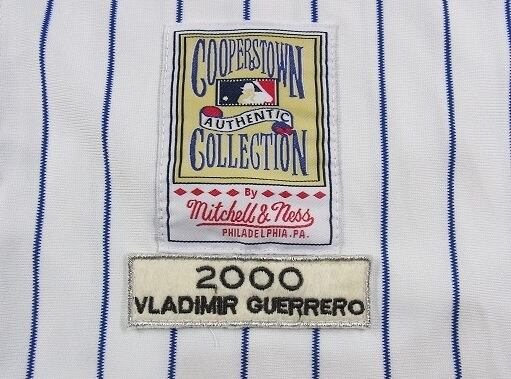 COOPERSTOWN
AUTHENTIC
COLLECTION
By
Mitchell & Ness
PHILADELPHIA, PA.
2000
VLADIMIR GUERRERO